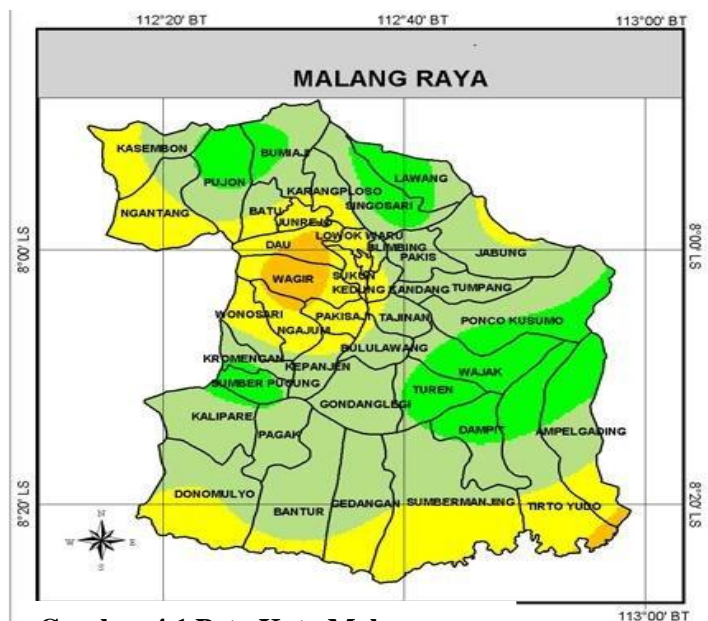 112°20' BT
112°40' BT
113°00' BT
MALANG RAYA
KASEMBON
BUMIAJI
PUJON
LAWANG
KARANGPLOSO
SINGOSARI
NGANTANG
BATU
JUNREJO
LOWOK WARU
DAU
BLIMBING
PAKIS
JABUNG
8°00' LS
8°00' LS
WAGIR
SUKUN
KEDUNG KANDANG
TUMPANG
WONOSARI
PAKISAJI
TAJINAN
PONCO KUSUMO
NGAJUM
BULULAWANG
KROMENGAN
KEPANJEN
WAJAK
SUMBER PUCUNG
TUREN
GONDANGLEGI
KALIPARE
PAGAK
DAMPIT
AMPELGADING
DONOMULYO
GEDANGAN
SUMBERMANJING
TIRTO YUDO
BANTUR
8°20' LS
8°20' LS
N
W
E
S
113°00' BT